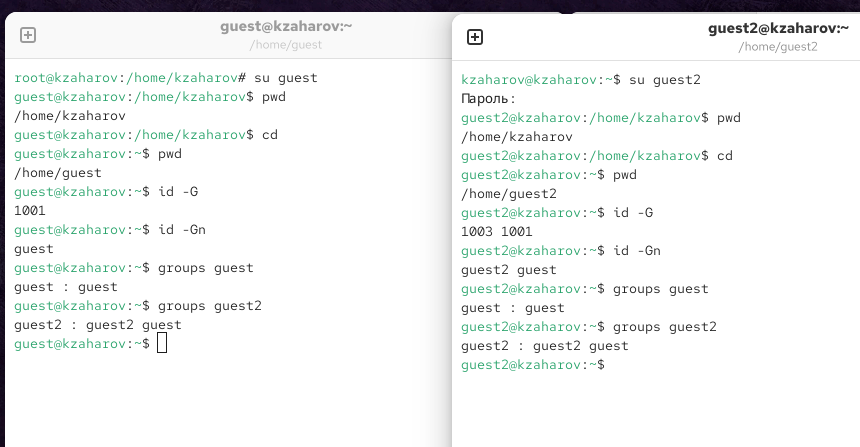 guest@kzaharov:~
/home/guest
root@kzaharov:/home/kzaharov# su guest
guest@kzaharov:/home/kzaharov$ pwd
/home/kzaharov
guest@kzaharov:/home/kzaharov$ cd
guest@kzaharov:~$ pwd
/home/guest
guest@kzaharov:~$ id -G
1001
guest@kzaharov:~$ id -Gn
guest
guest@kzaharov:~$ groups guest
guest : guest
guest@kzaharov:~$ groups guest2
guest2 : guest2 guest
guest@kzaharov:~$
guest2@kzaharov:~
/home/guest2
kzaharov@kzaharov:~$ su guest2
Пароль:
guest2@kzaharov:/home/kzaharov$ pwd
/home/kzaharov
guest2@kzaharov:/home/kzaharov$ cd
guest2@kzaharov:~$ pwd
/home/guest2
guest2@kzaharov:~$ id -G
1003 1001
guest2@kzaharov:~$ id -Gn
guest2 guest
guest2@kzaharov:~$ groups guest
guest : guest
guest2@kzaharov:~$ groups guest2
guest2 : guest2 guest
guest2@kzaharov:~$